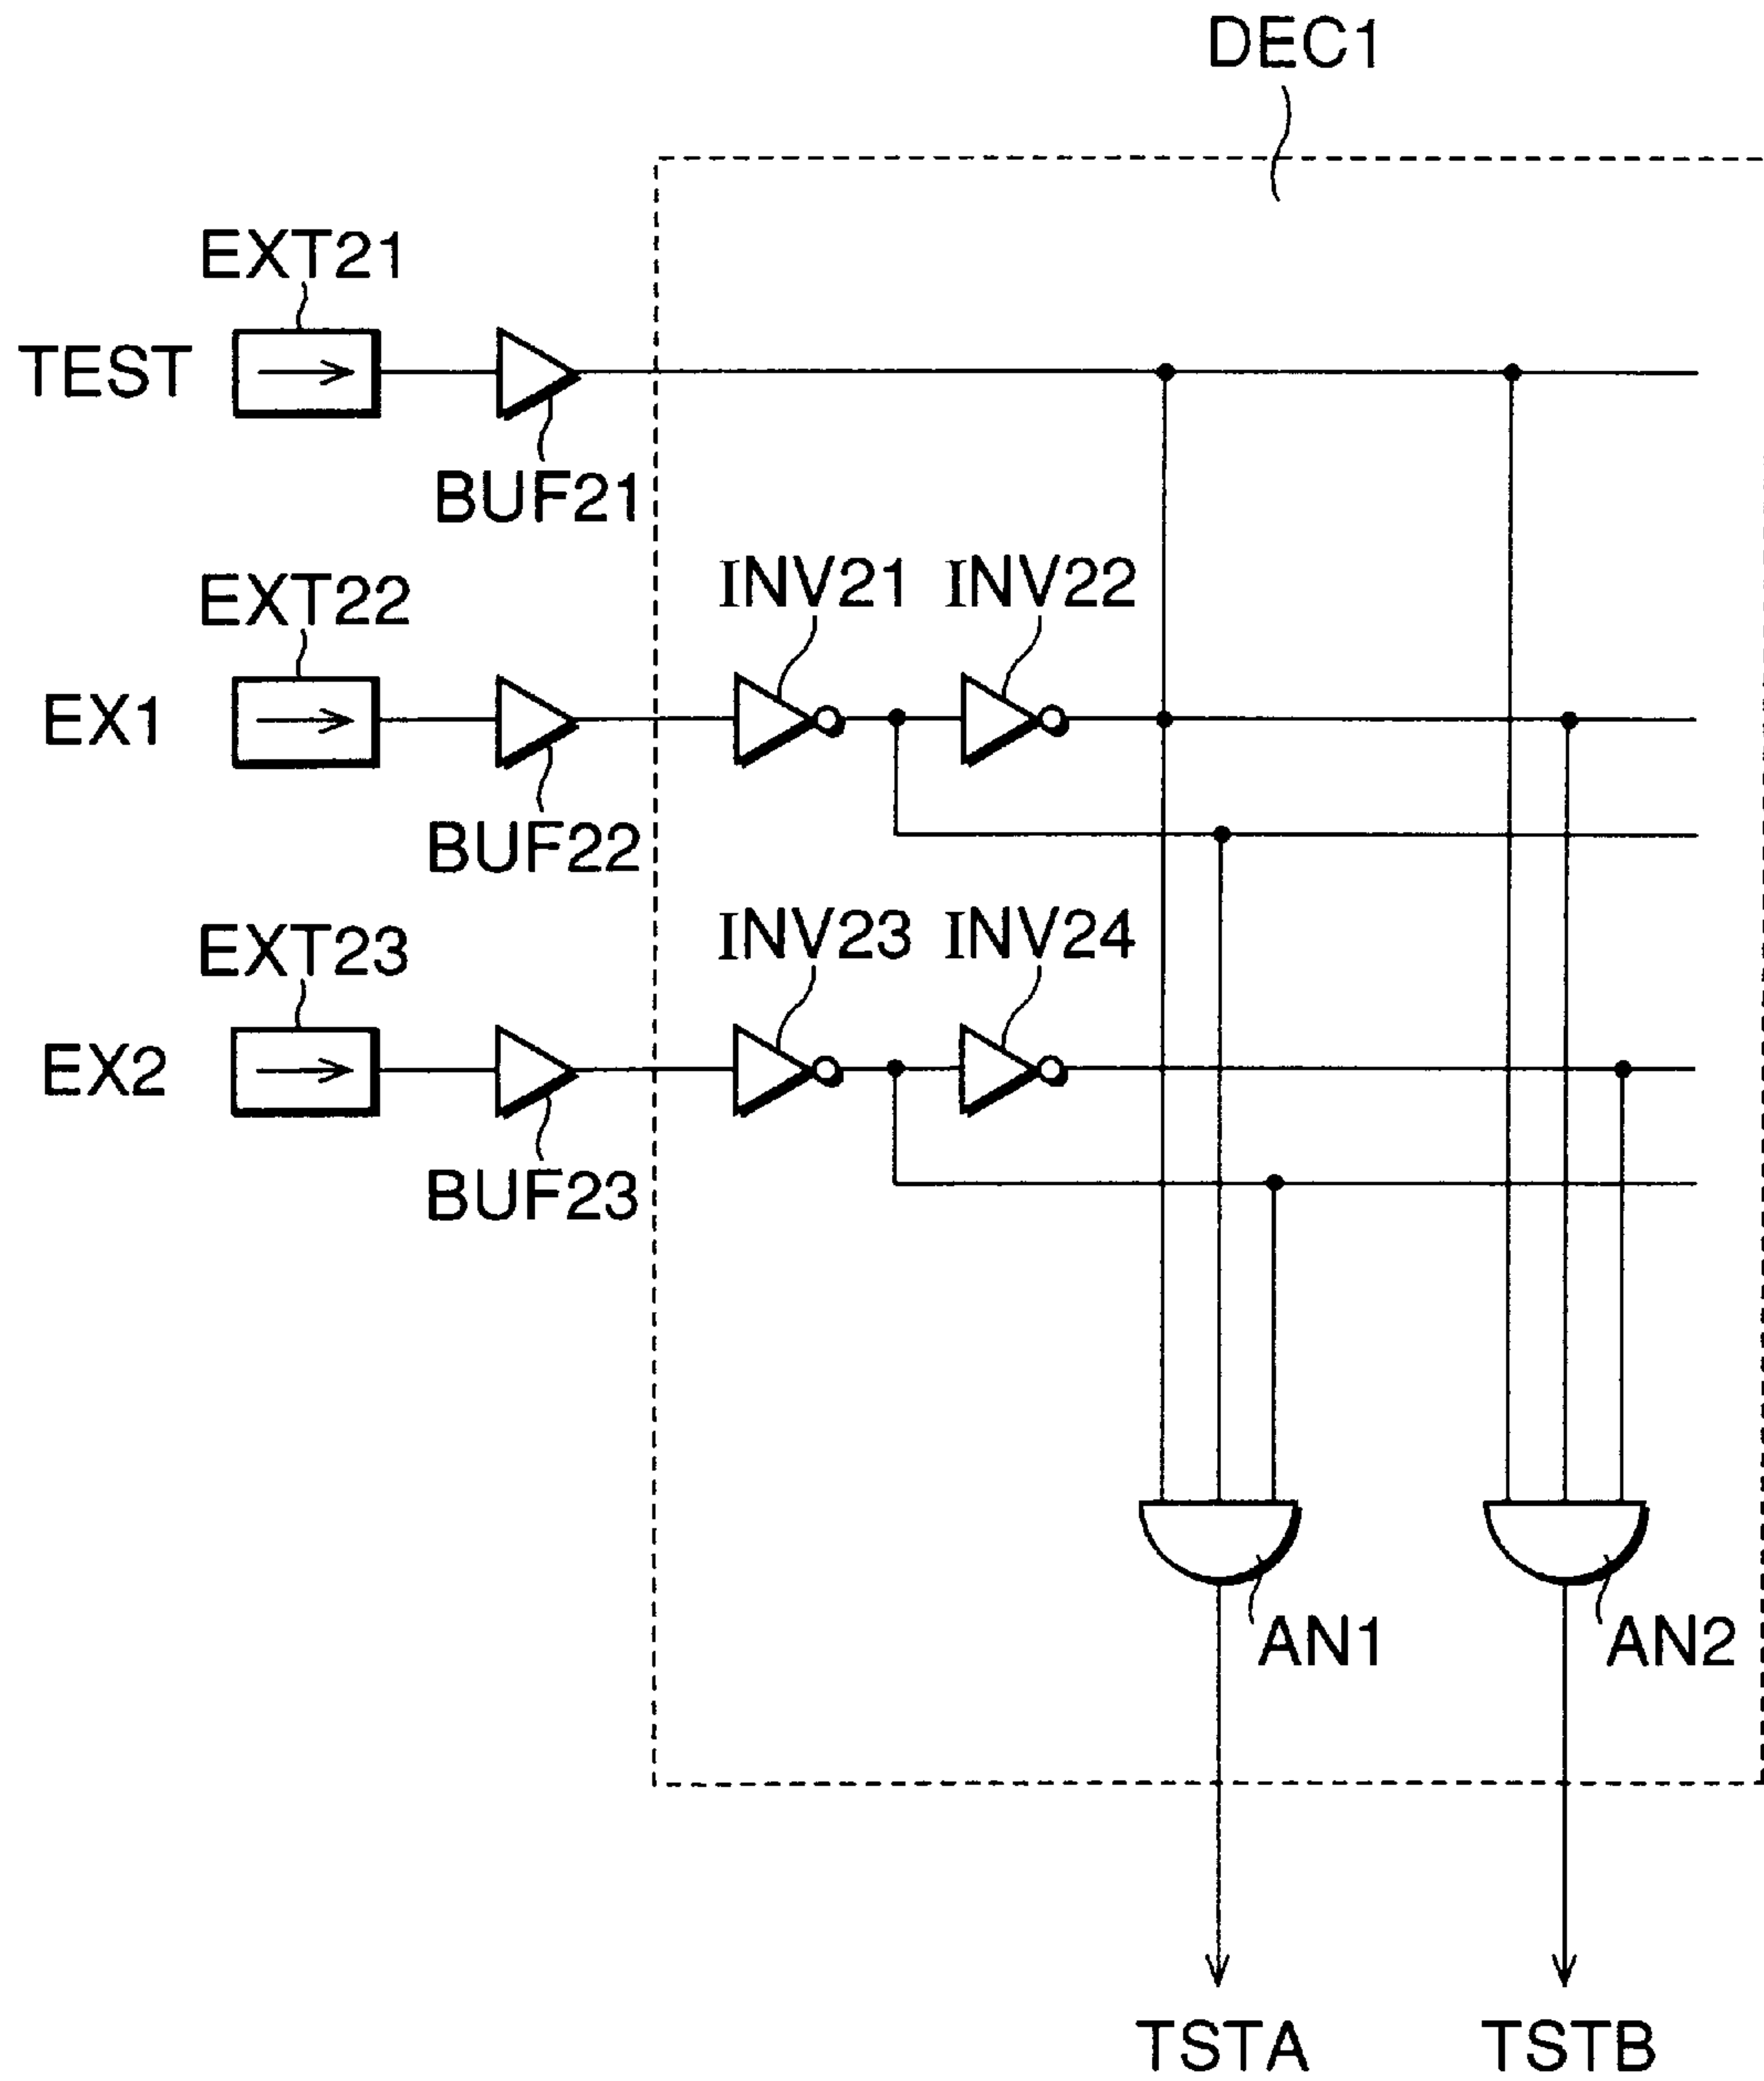 DEC1
EXT21
TEST
BUF21
EXT22
INV21 INV22
EX1
BUF22
EXT23
INV23 INV24
EX2
BUF23
AN1 AN2
TSTA TSTB